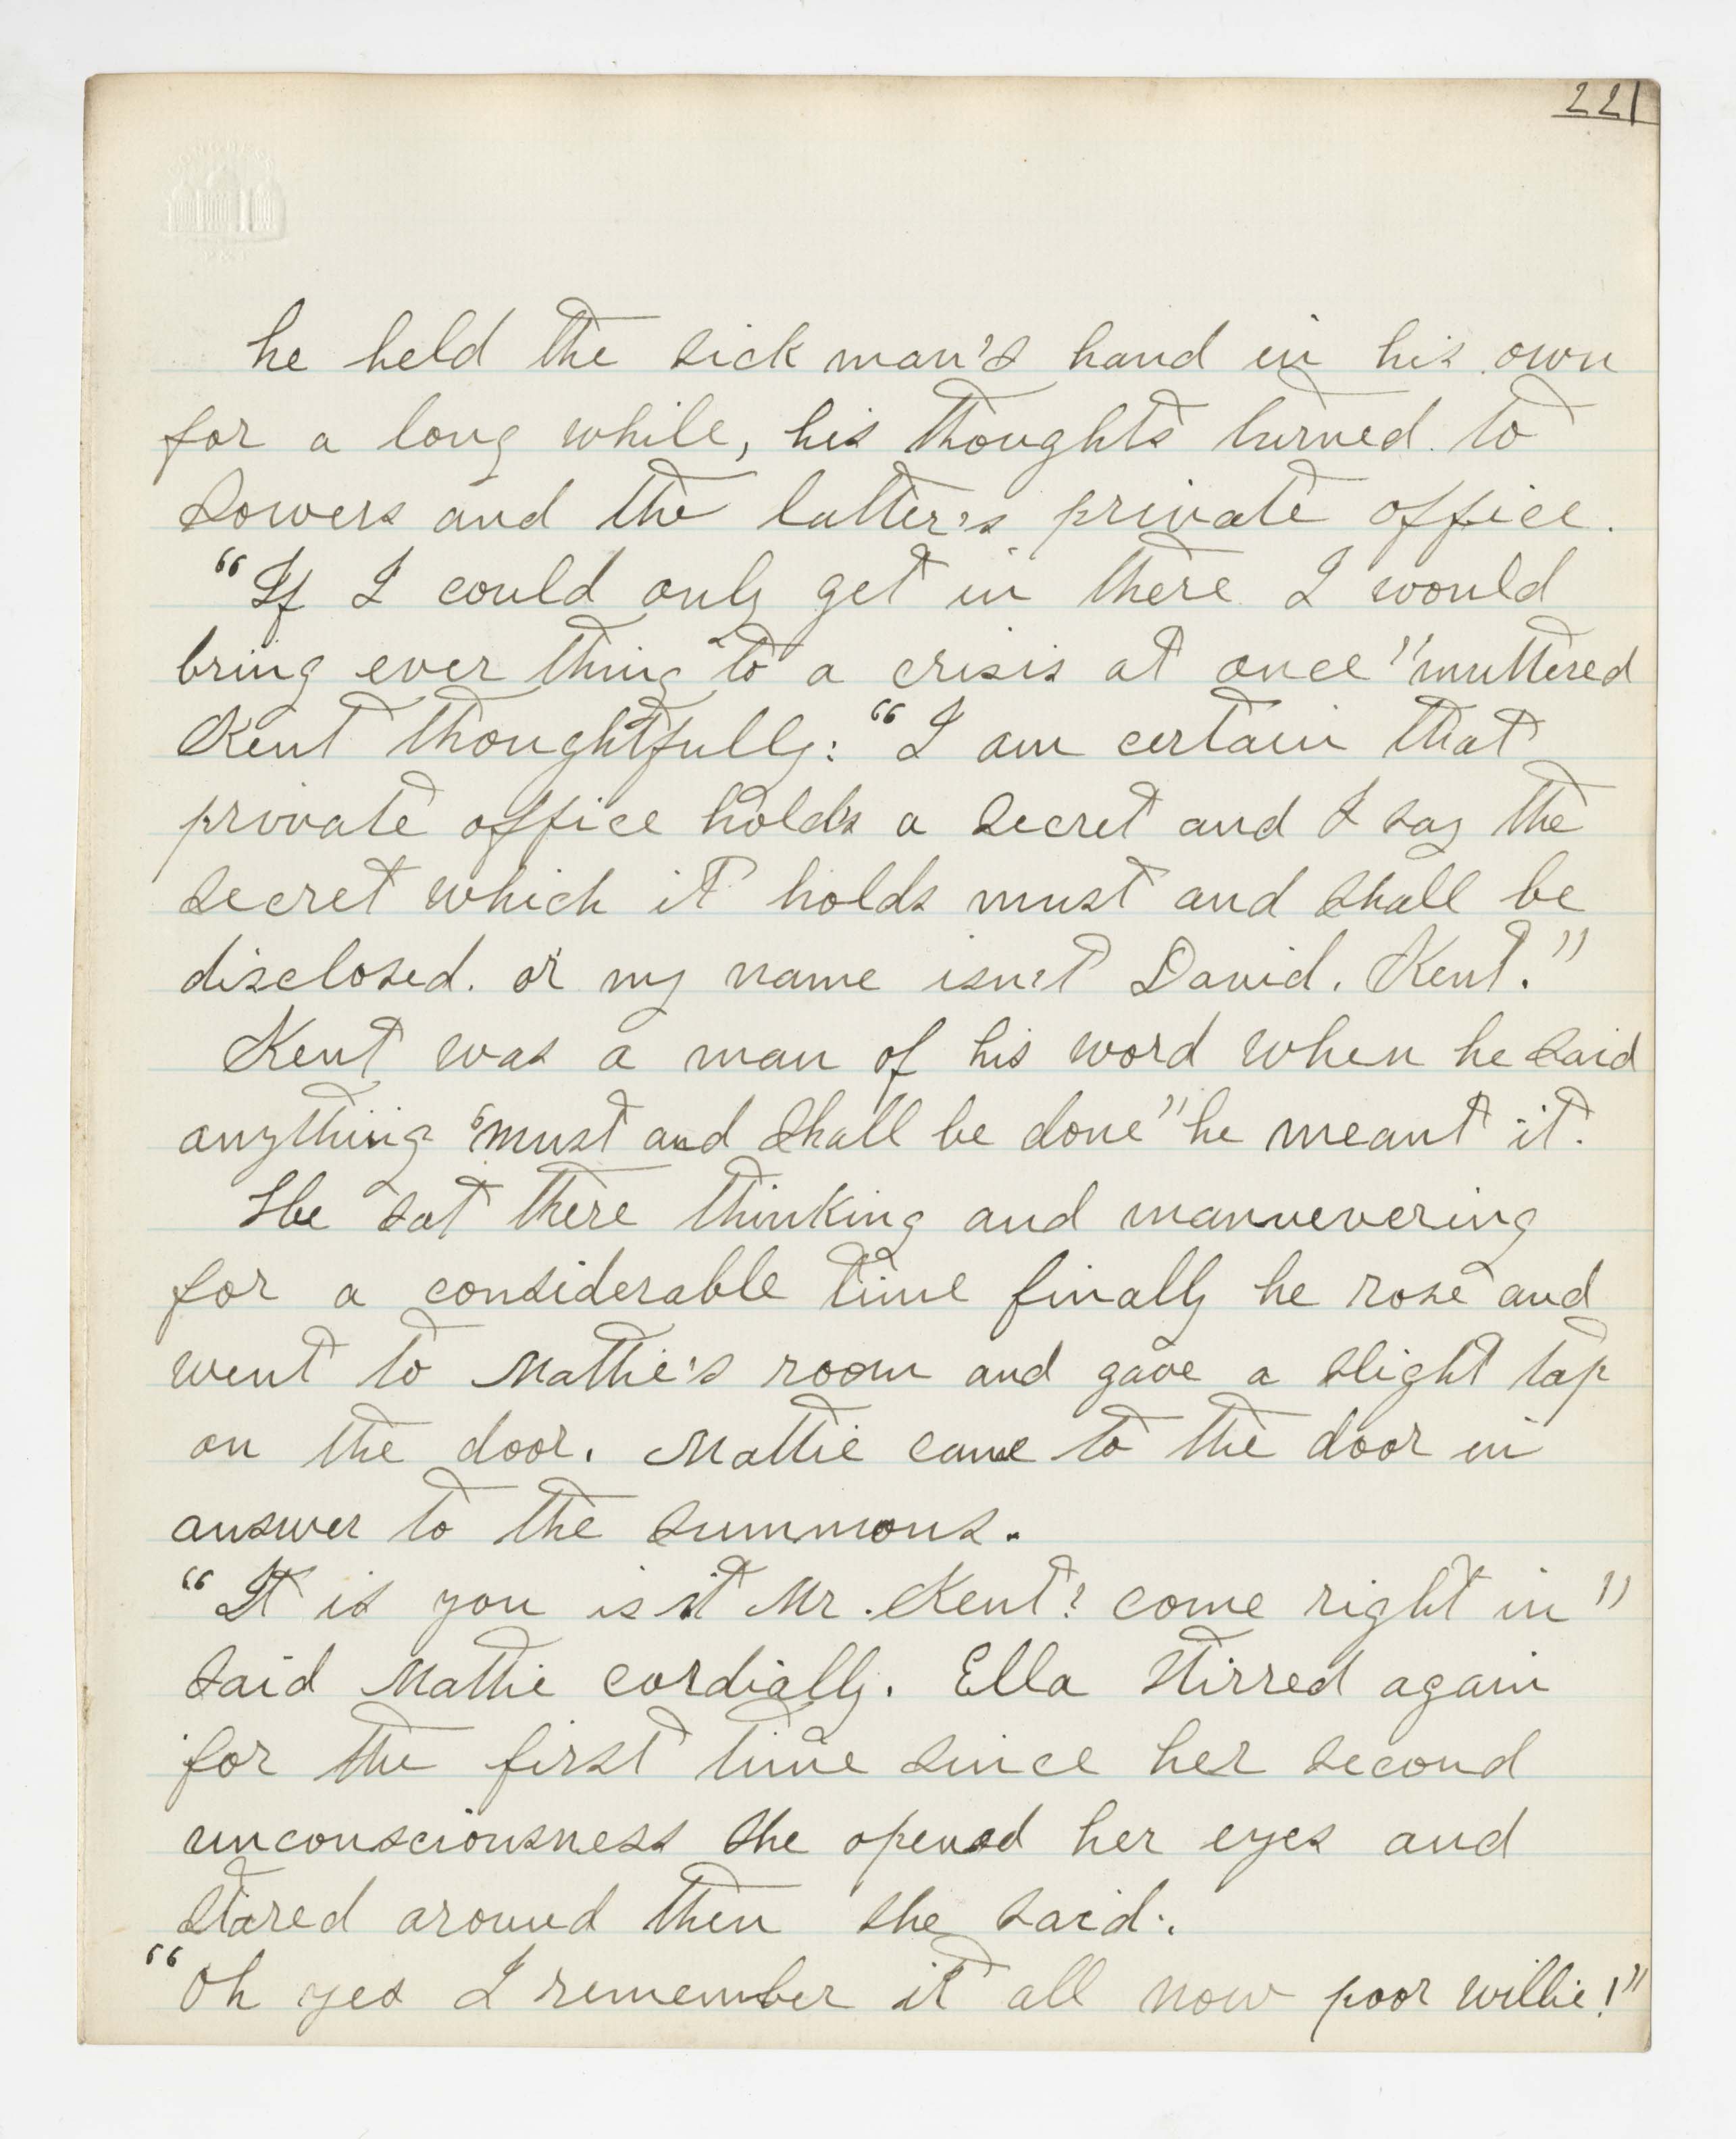 221
he held the sick man's hand in his own
for a long while, his thoughts turned to
Sowers and the latter's private office.
"If I could only get in there I would
bring ever thing to a crisis at once" muttered
Kent thoughtfully: "I am certain that
private office holds a secret and I say the
secret which it holds must and shall be
disclosed. or my name isn't David. Kent."
Kent was a man of his word when he said
anything "must and shall be done" he meant it.
He sat there thinking and mannevering
for a considerable time finally he rose and
went to Mattie's room and gave a slight tap
on the door. Mattie came to the door in
answer to the summons.
"It is you is it Mr. Kent? come right in"
said Mattie cordially. Ella stirred again
for the first time since her second
unconsciousness she opened her eyes and
stared around then she said:
"Oh yes I remember it all now poor willie!"